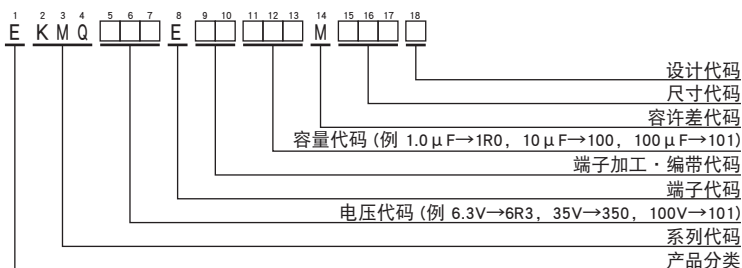 1 2 3 4 5 6 7 8 9 10 11 12 13 14 15 16 17 18
E KMQ □□□ E □□ □□□ M □□□ □
设计代码
尺寸代码
容许差代码
容量代码 (例 1.0μF→1R0，10μF→100，100μF→101)
端子加工・编带代码
端子代码
电压代码 (例 6.3V→6R3，35V→350，100V→101)
系列代码
产品分类